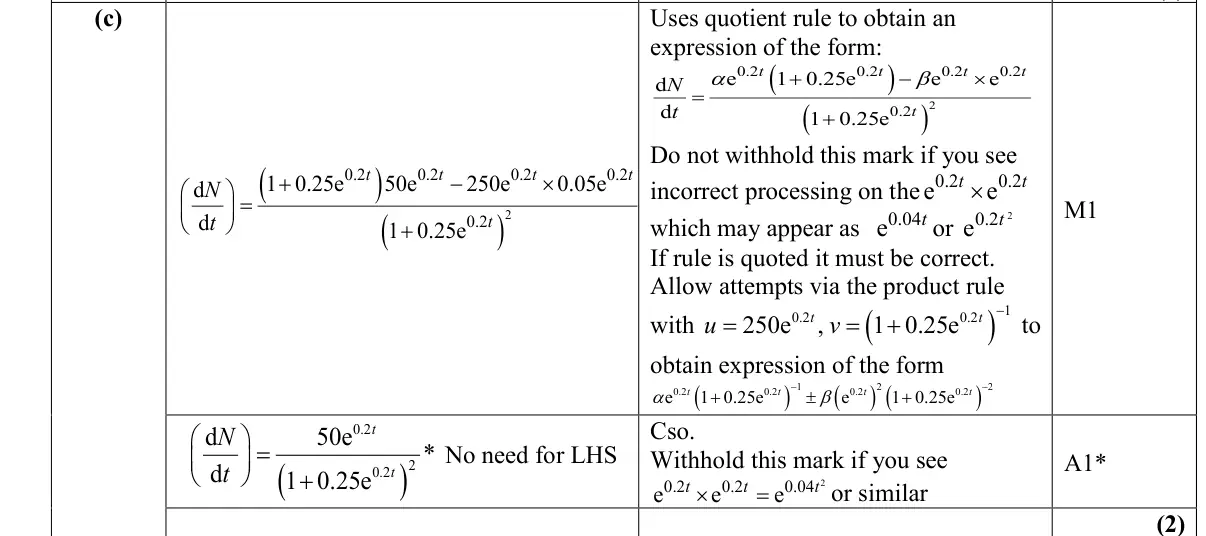 (c)
(dN/dt) = ((1+0.25e^{0.2t})50e^{0.2t} − 250e^{0.2t} × 0.05e^{0.2t}) / (1+0.25e^{0.2t})^2
Uses quotient rule to obtain an
expression of the form:
dN/dt = (αe^{0.2t}(1+0.25e^{0.2t}) − βe^{0.2t} × e^{0.2t}) / (1+0.25e^{0.2t})^2
Do not withhold this mark if you see
incorrect processing on the e^{0.2t} × e^{0.2t}
which may appear as e^{0.04t} or e^{0.2t^2}
If rule is quoted it must be correct.
Allow attempts via the product rule
with u = 250e^{0.2t}, v = (1+0.25e^{0.2t})^{−1} to
obtain expression of the form
αe^{0.2t}(1+0.25e^{0.2t})^{−1} ± β(e^{0.2t})^2(1+0.25e^{0.2t})^{−2}
M1
(dN/dt) = 50e^{0.2t} / (1+0.25e^{0.2t})^2 * No need for LHS
Cso.
Withhold this mark if you see
e^{0.2t} × e^{0.2t} = e^{0.04t^2} or similar
A1*
(2)